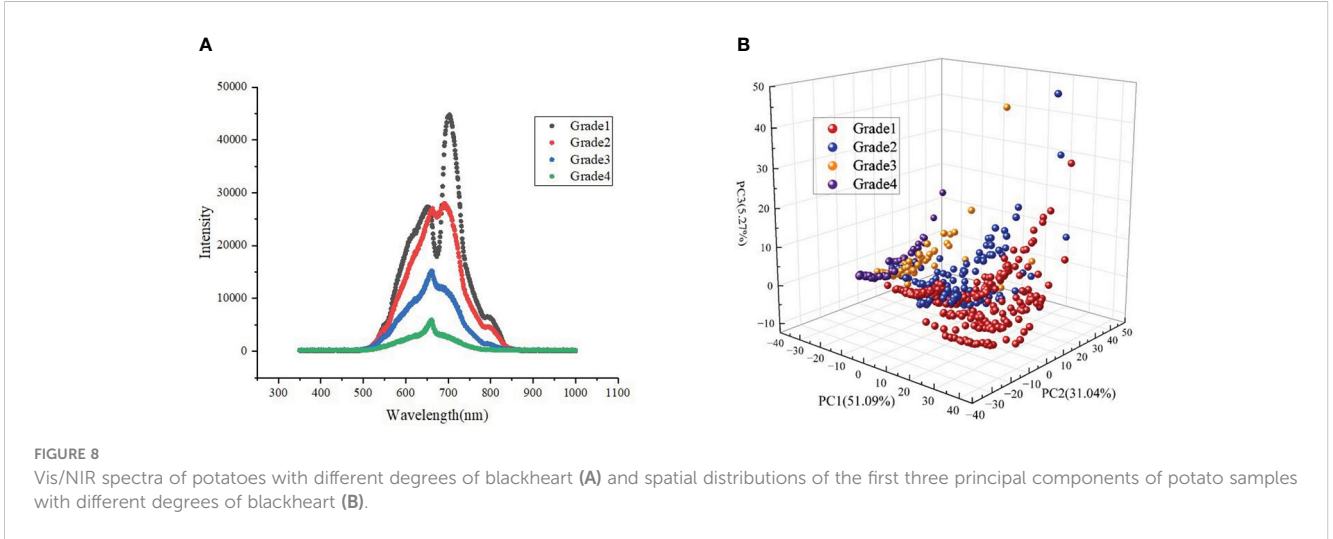 A
50000
40000
30000
20000
10000
0
Intensity
300 400 500 600 700 800 900 1000 1100
Wavelength(nm)
Grade1
Grade2
Grade3
Grade4
B
50
40
30
20
10
0
−10
PC3(5.27%)
Grade1
Grade2
Grade3
Grade4
−40 −30 −20 −10 0 10 20 30 40
PC1(51.09%)
−40 −30 −20 −10 0 10 20 30 40 50
PC2(31.04%)
FIGURE 8
Vis/NIR spectra of potatoes with different degrees of blackheart (A) and spatial distributions of the first three principal components of potato samples
with different degrees of blackheart (B).